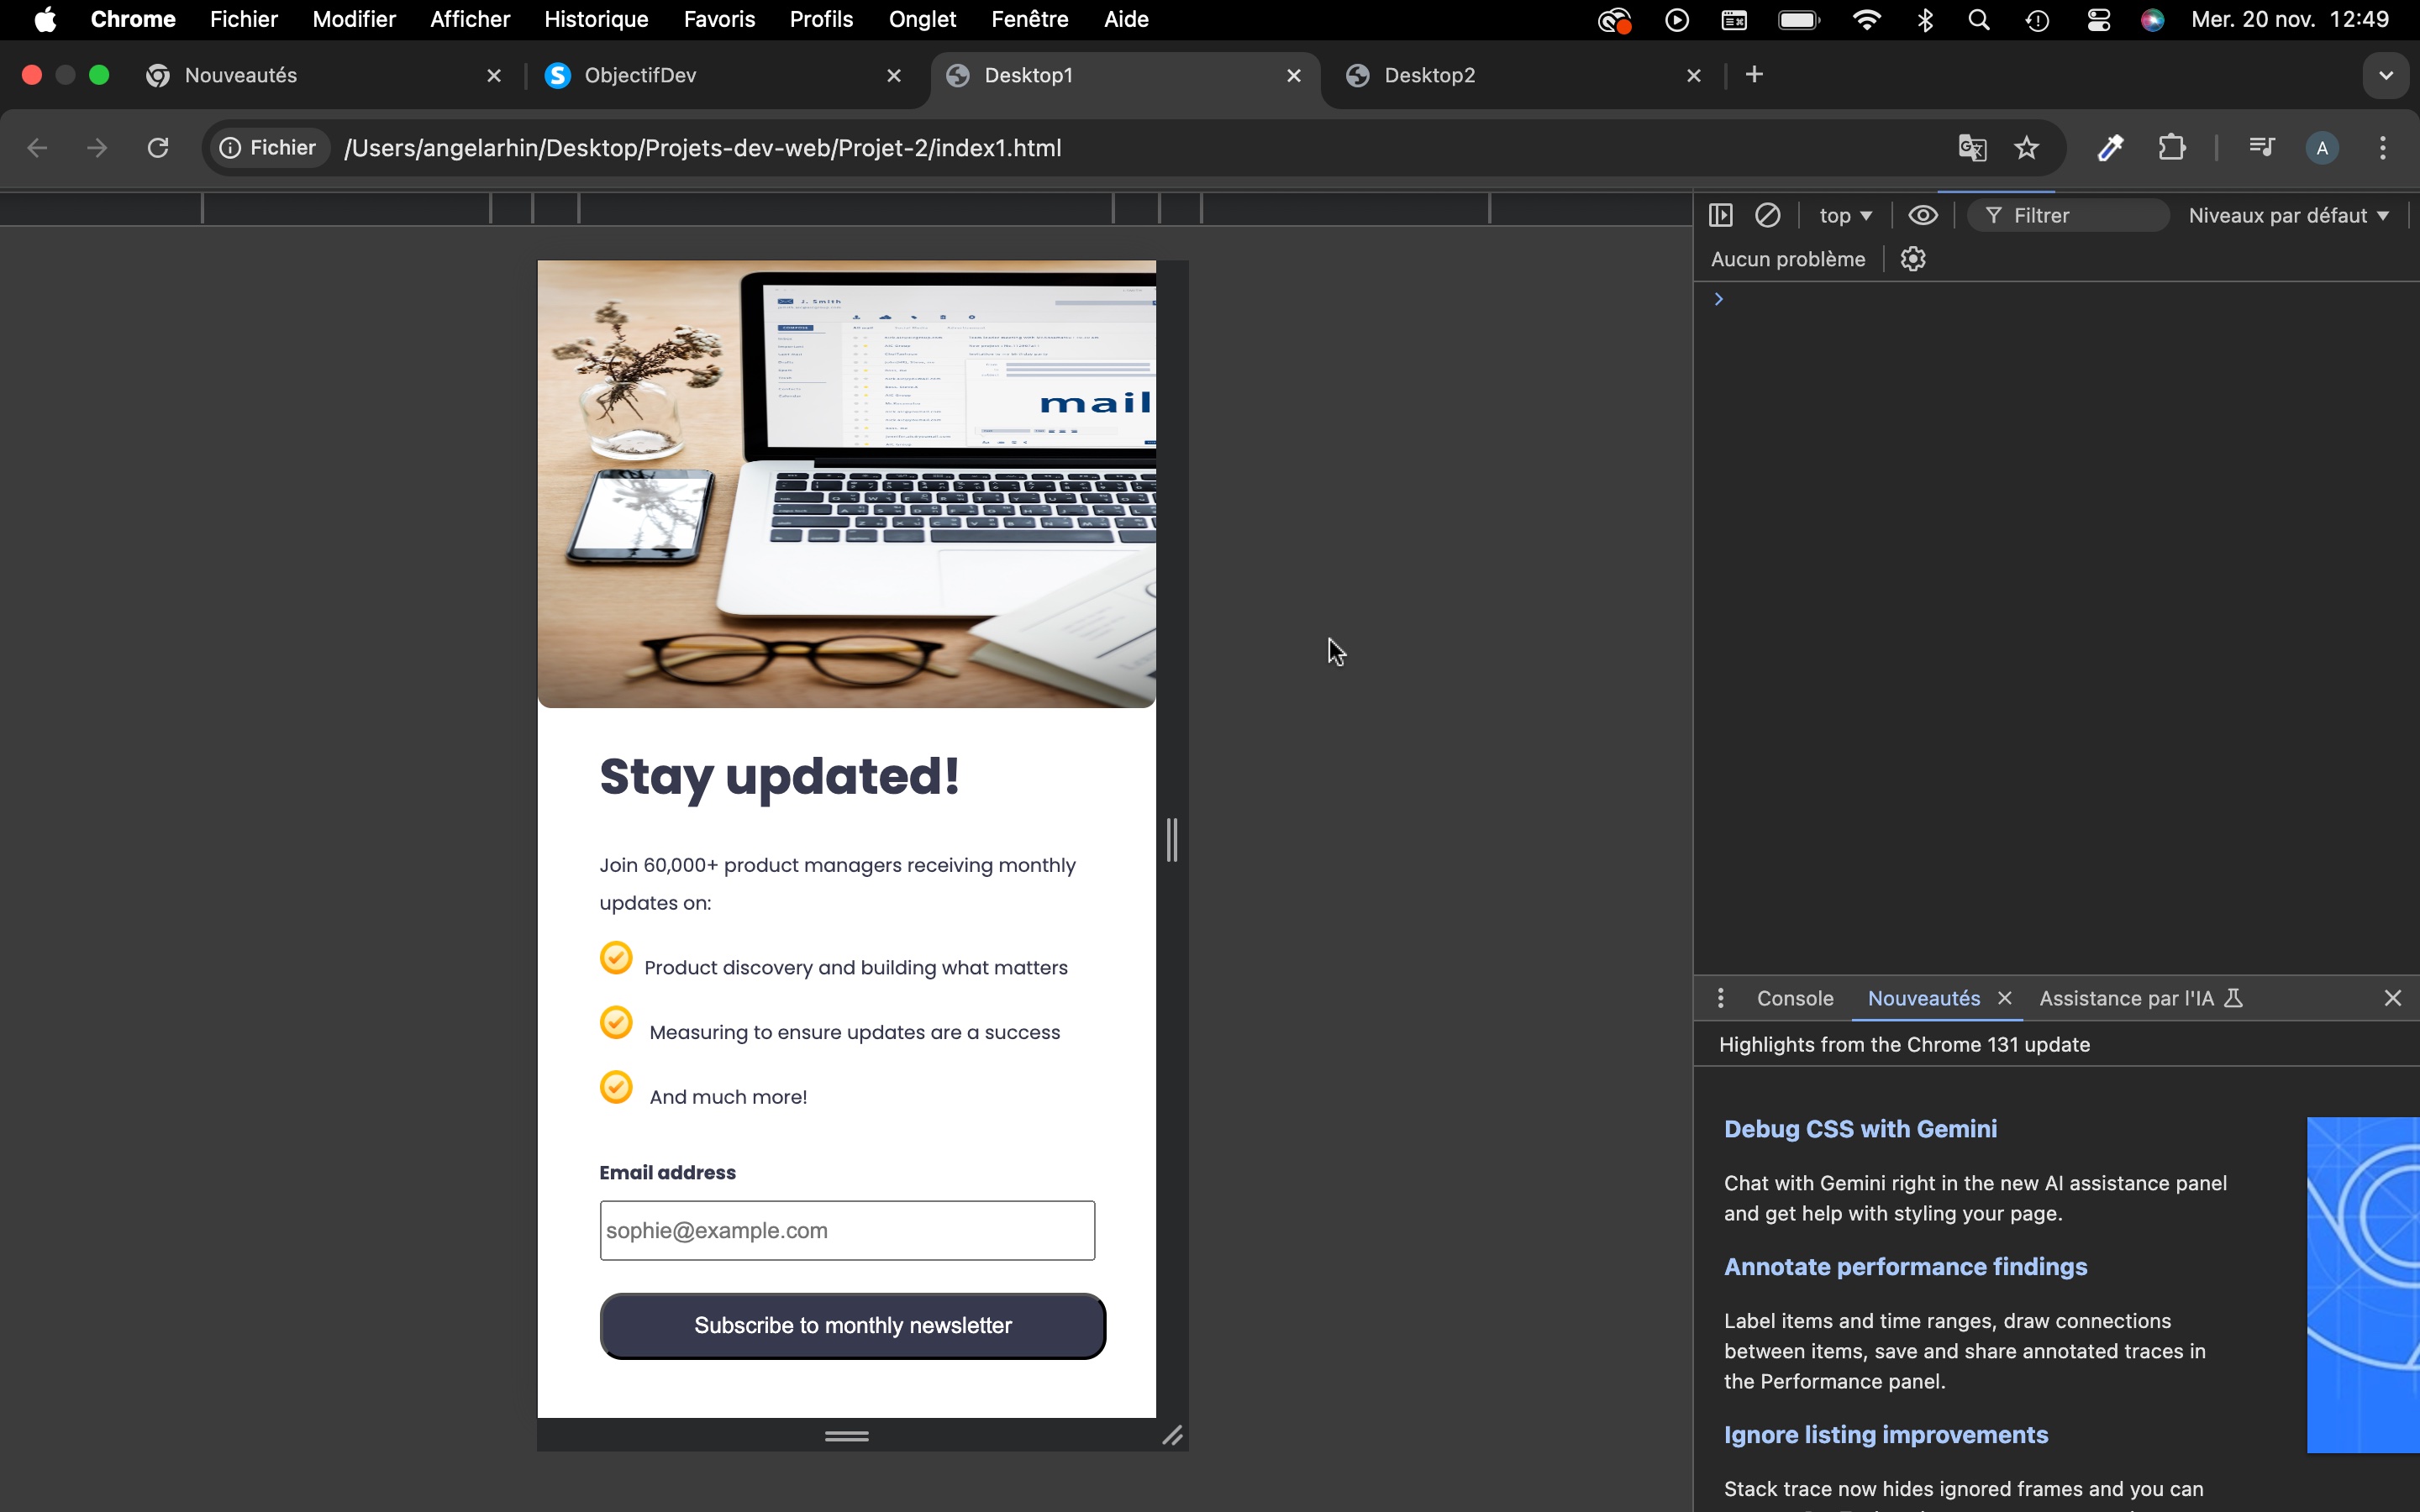 Chrome Fichier Modifier Afficher Historique Favoris Profils Onglet Fenêtre Aide Mer. 20 nov. 12:49
Nouveautés ObjectifDev Desktop1 Desktop2
Fichier /Users/angelarhin/Desktop/Projets-dev-web/Projet-2/index1.html A
top Filtrer Niveaux par défaut
Aucun problème
J. Smith
mail
Stay updated!
Join 60,000+ product managers receiving monthly
updates on:
Product discovery and building what matters
Measuring to ensure updates are a success
And much more!
Email address
sophie@example.com
Subscribe to monthly newsletter
Console Nouveautés Assistance par l'IA
Highlights from the Chrome 131 update
Debug CSS with Gemini
Chat with Gemini right in the new AI assistance panel
and get help with styling your page.
Annotate performance findings
Label items and time ranges, draw connections
between items, save and share annotated traces in
the Performance panel.
Ignore listing improvements
Stack trace now hides ignored frames and you can